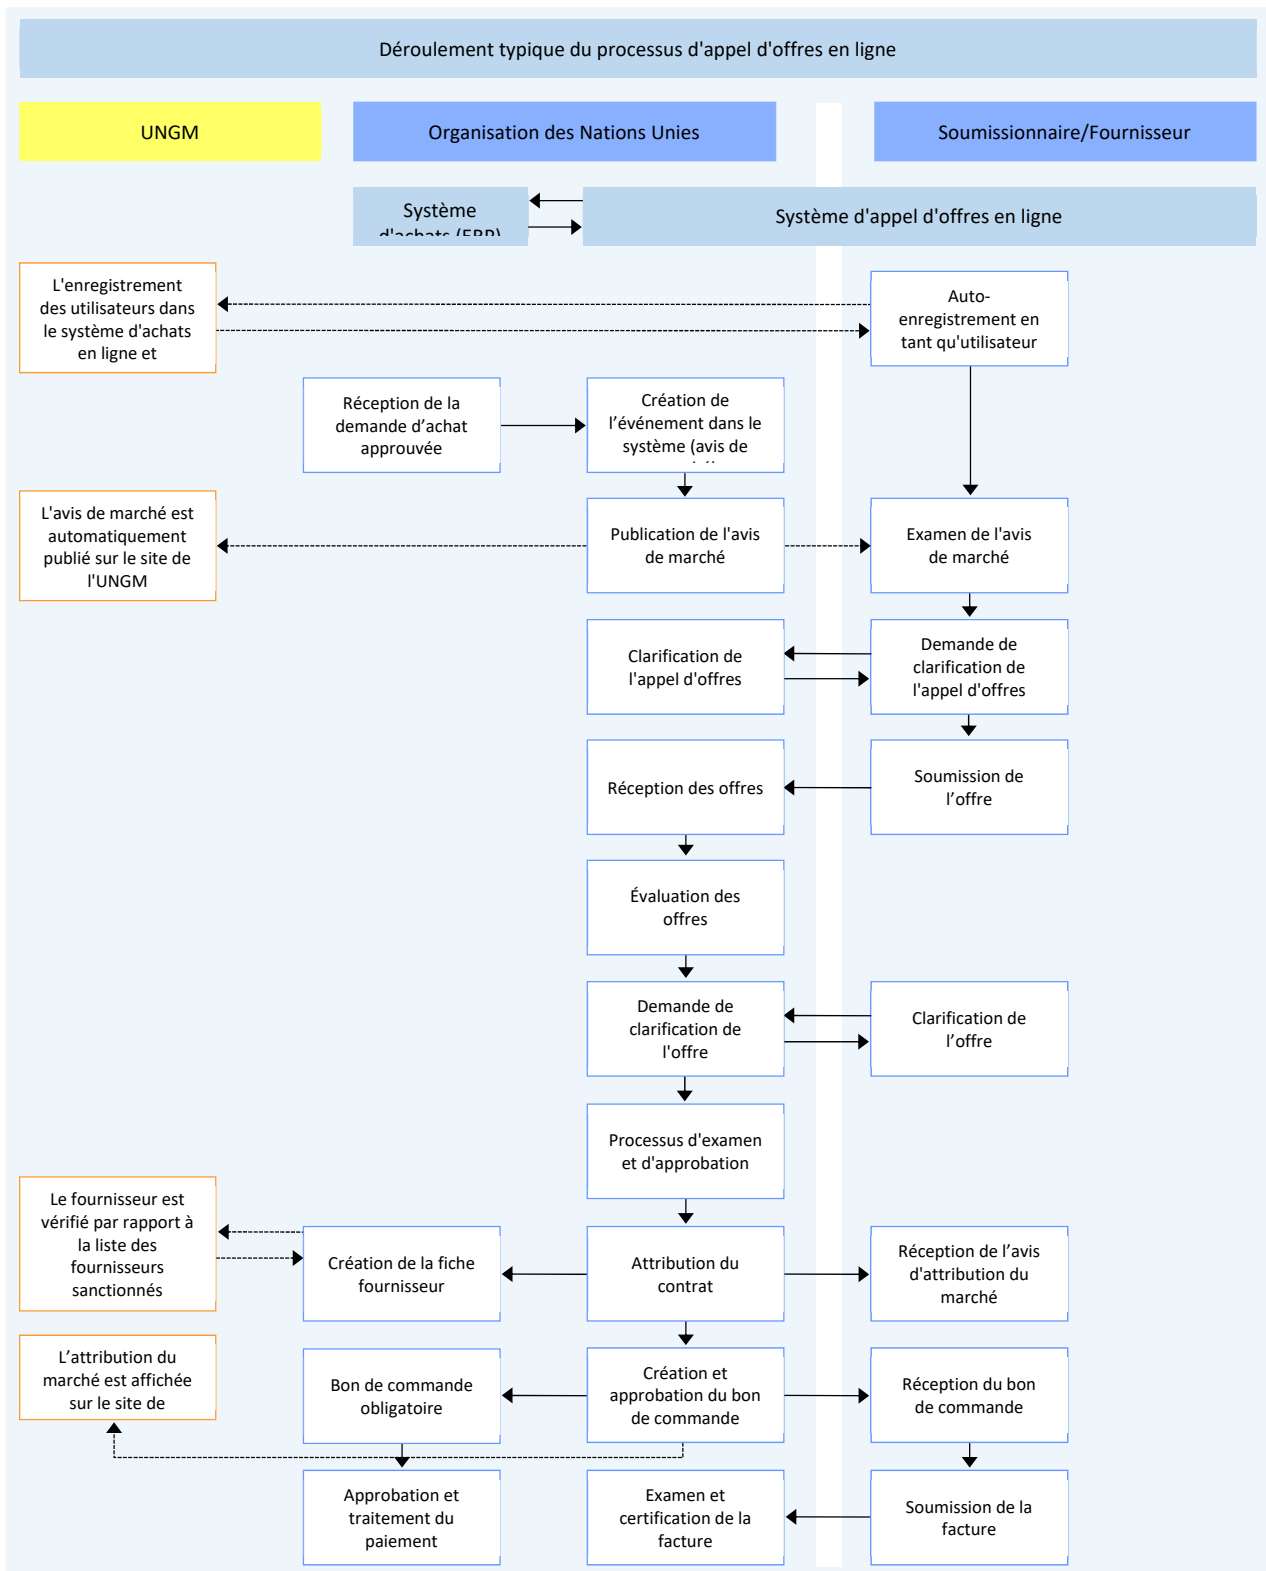 Déroulement typique du processus d'appel d'offres en ligne
UNGM
Organisation des Nations Unies
Soumissionnaire/Fournisseur
Système
d'achats (ERP)
Système d'appel d'offres en ligne
L'enregistrement
des utilisateurs dans
le système d'achats
en ligne et
Auto-
enregistrement en
tant qu'utilisateur
Réception de la
demande d’achat
approuvée
Création de
l’événement dans le
système (avis de
L'avis de marché est
automatiquement
publié sur le site de
l'UNGM
Publication de l'avis
de marché
Examen de l'avis
de marché
Clarification de
l'appel d'offres
Demande de
clarification de
l'appel d'offres
Réception des offres
Soumission de
l’offre
Évaluation des
offres
Demande de
clarification de
l'offre
Clarification de
l’offre
Processus d'examen
et d'approbation
Le fournisseur est
vérifié par rapport à
la liste des
fournisseurs
sanctionnés
Création de la fiche
fournisseur
Attribution du
contrat
Réception de l’avis
d'attribution du
marché
L’attribution du
marché est affichée
sur le site de
Bon de commande
obligatoire
Création et
approbation du bon
de commande
Réception du bon
de commande
Approbation et
traitement du
paiement
Examen et
certification de la
facture
Soumission de la
facture